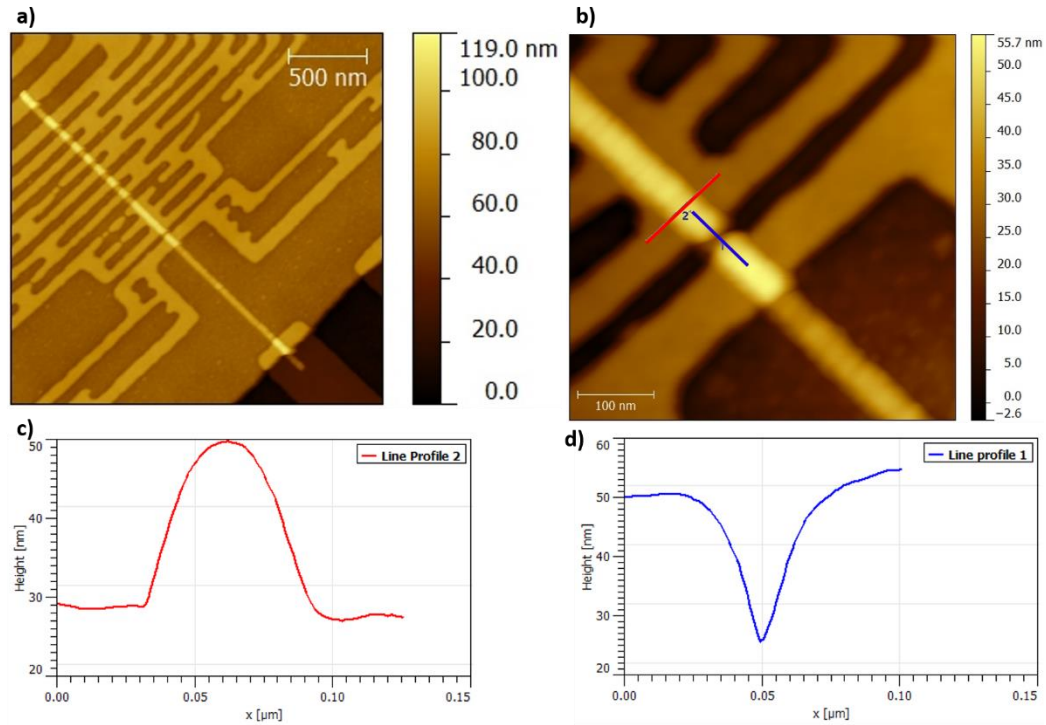 a)
500 nm
119.0 nm
100.0
80.0
60.0
40.0
20.0
0.0
b)
2
1
100 nm
55.7 nm
50.0
45.0
40.0
35.0
30.0
25.0
20.0
15.0
10.0
5.0
0.0
−2.6
c)
Line Profile 2
50
40
30
20
Height [nm]
0.00
0.05
0.10
0.15
x [µm]
d)
Line profile 1
60
50
40
30
20
Height [nm]
0.00
0.05
0.10
0.15
x [µm]